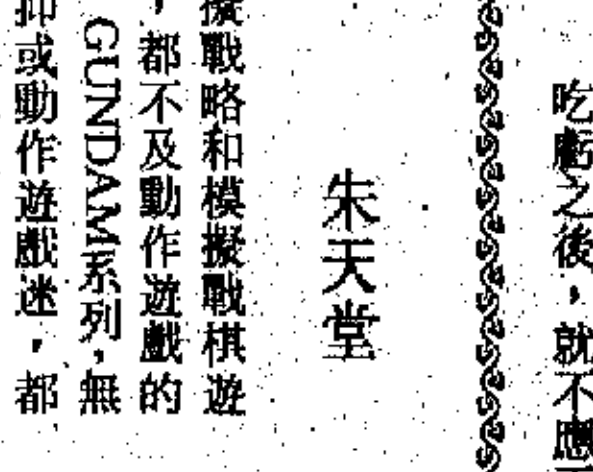 吃虧之後，就不應
朱天堂
擬戰略和模擬戰棋遊
，都不及動作遊戲的
GUNDAM系列，無
抑或動作遊戲迷，都